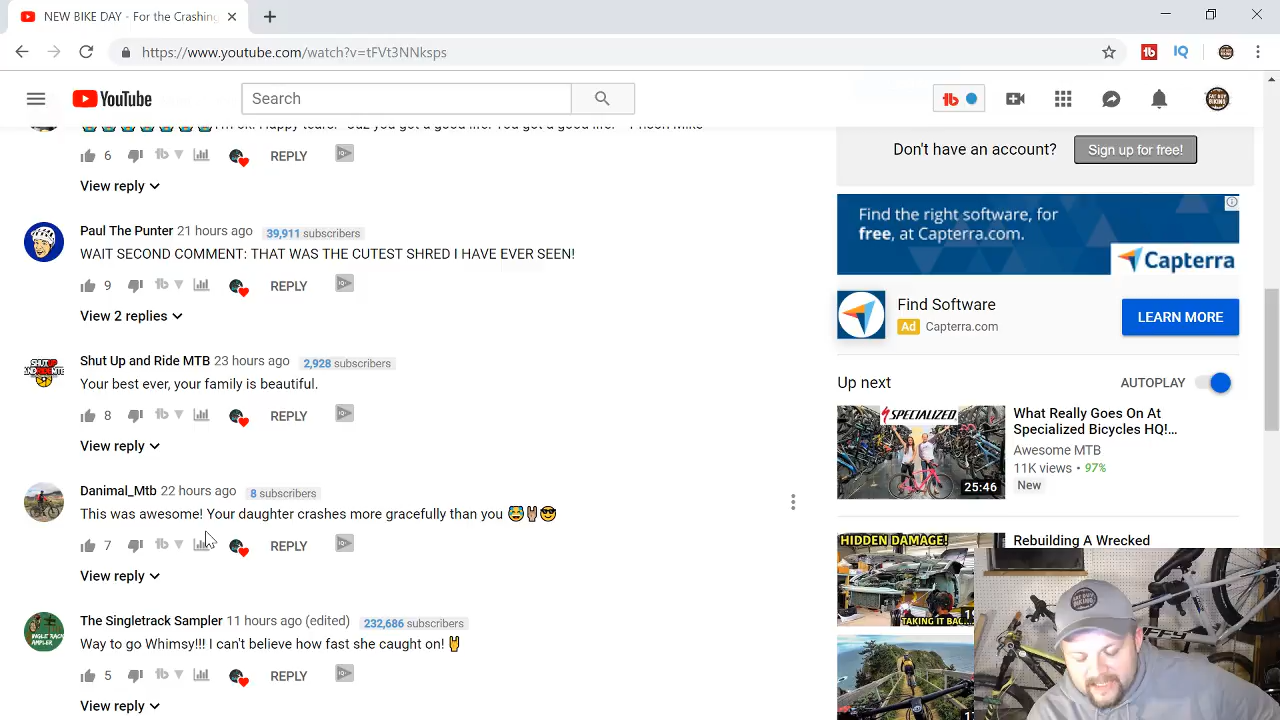 NEW BIKE DAY - For the Crashing
https://www.youtube.com/watch?v=tFVt3NNksps
YouTube
Search
6
REPLY
View reply
Paul The Punter 21 hours ago 39,911 subscribers
WAIT SECOND COMMENT: THAT WAS THE CUTEST SHRED I HAVE EVER SEEN!
9
REPLY
View 2 replies
Shut Up and Ride MTB 23 hours ago 2,928 subscribers
Your best ever, your family is beautiful.
8
REPLY
View reply
Danimal_Mtb 22 hours ago 8 subscribers
This was awesome! Your daughter crashes more gracefully than you 😅🤘😎
7
REPLY
View reply
The Singletrack Sampler 11 hours ago (edited) 232,686 subscribers
Way to go Whimsy!!! I can't believe how fast she caught on! 🤘
5
REPLY
View reply
Don't have an account? Sign up for free!
Find the right software, for
free, at Capterra.com.
Capterra
Find Software
Ad Capterra.com
LEARN MORE
Up next
AUTOPLAY
SPECIALIZED
25:46
What Really Goes On At
Specialized Bicycles HQ!...
Awesome MTB
11K views • 97%
New
HIDDEN DAMAGE!
TAKING IT BAC
Rebuilding A Wrecked
FAT BUY
BIKING